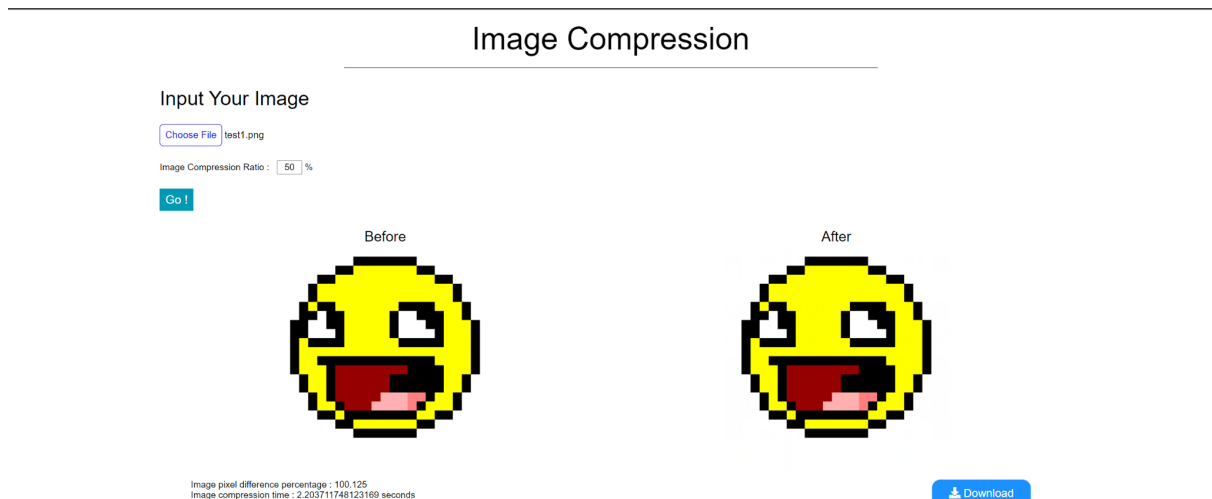 Image Compression
Input Your Image
Choose File test1.png
Image Compression Ratio : 50 %
Go !
Before After
Image pixel difference percentage : 100.125
Image compression time : 2.203711748123169 seconds
Download